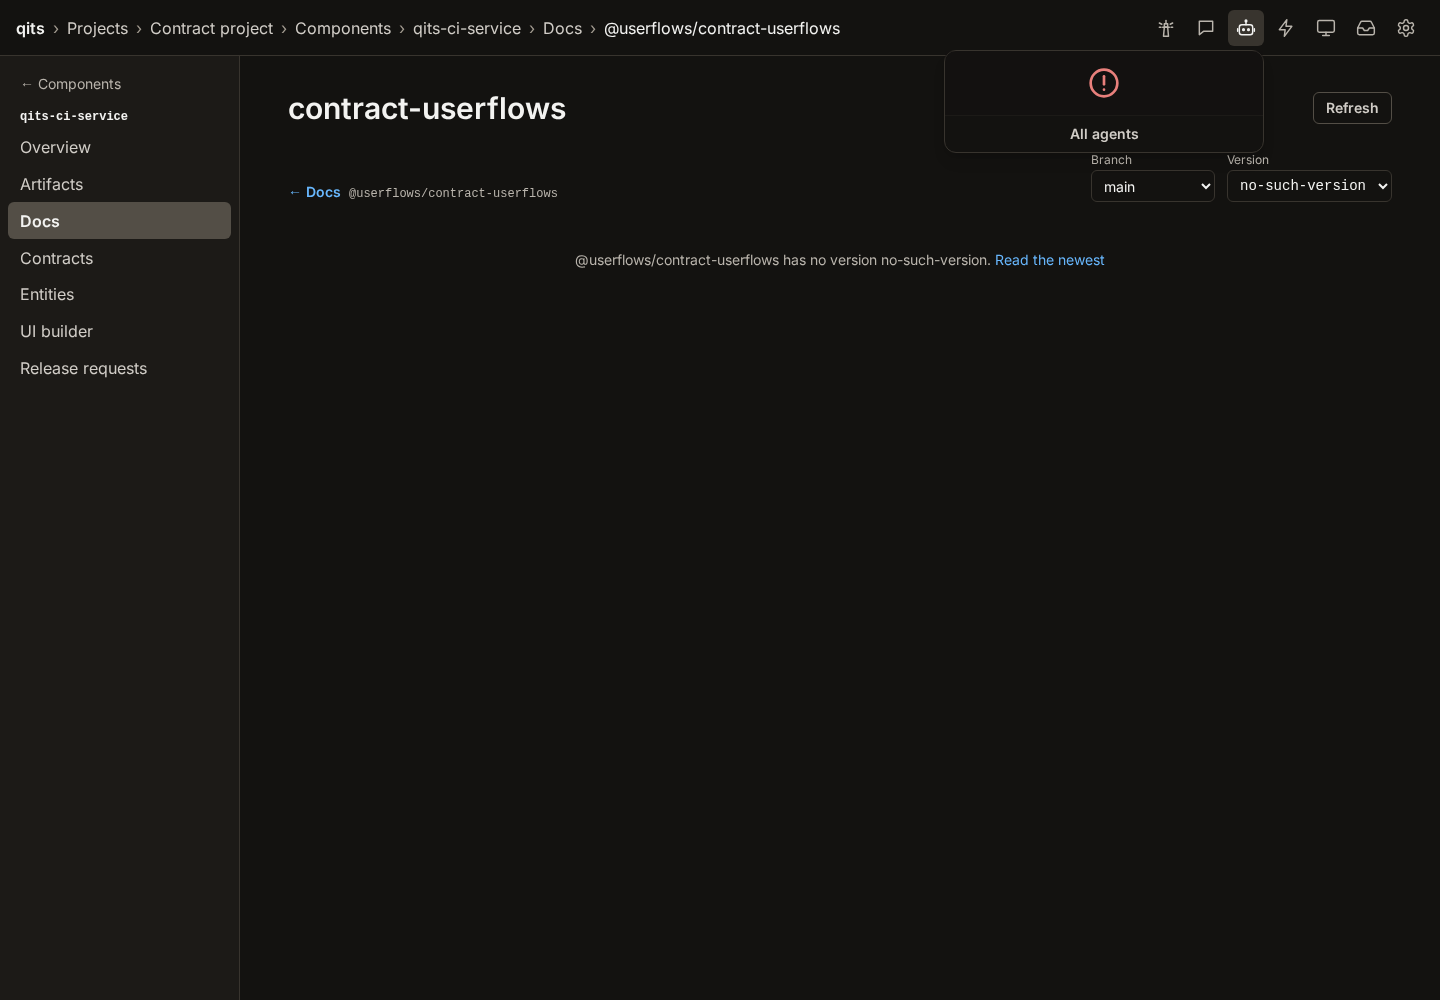 qits › Projects › Contract project › Components › qits-ci-service › Docs › @userflows/contract-userflows
← Components
qits-ci-service
Overview
Artifacts
Docs
Contracts
Entities
UI builder
Release requests
contract-userflows
All agents
Refresh
← Docs @userflows/contract-userflows
Branch
main
Version
no-such-version
@userflows/contract-userflows has no version no-such-version. Read the newest